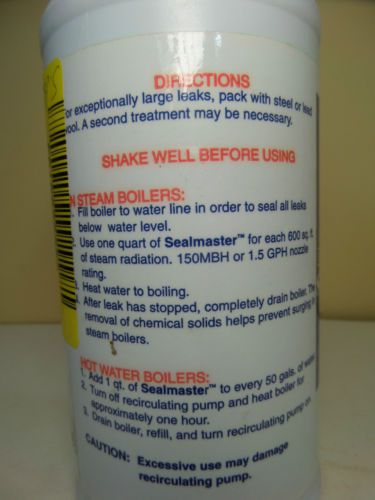 DIRECTIONS
or exceptionally large leaks, pack with steel or lead
ool. A second treatment may be necessary.
SHAKE WELL BEFORE USING
N STEAM BOILERS:
. Fill boiler to water line in order to seal all leaks
below water level.
. Use one quart of Sealmaster™ for each 600 sq. ft.
of steam radiation. 150MBH or 1.5 GPH nozzle
rating.
. Heat water to boiling.
. After leak has stopped, completely drain boiler. The
removal of chemical solids helps prevent surging in
steam boilers.
HOT WATER BOILERS:
1. Add 1 qt. of Sealmaster™ to every 50 gals. of water
2. Turn off recirculating pump and heat boiler for
approximately one hour.
3. Drain boiler, refill, and turn recirculating pump on.
CAUTION: Excessive use may damage
recirculating pump.